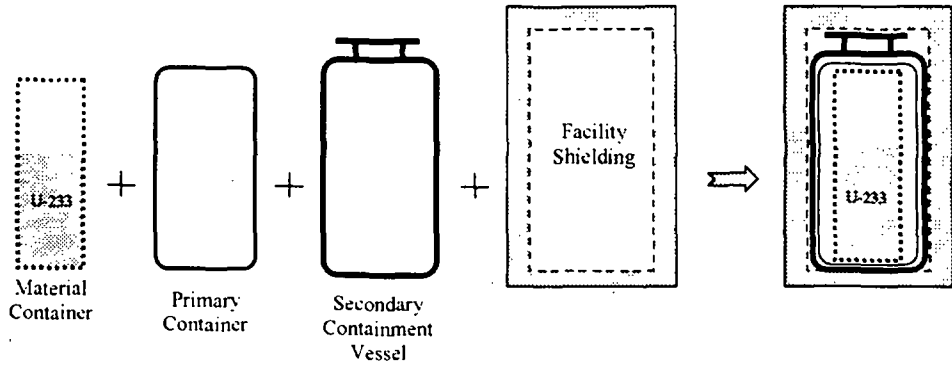 U-233
Material
Container
+
Primary
Container
+
Secondary
Containment
Vessel
+
Facility
Shielding
U-233